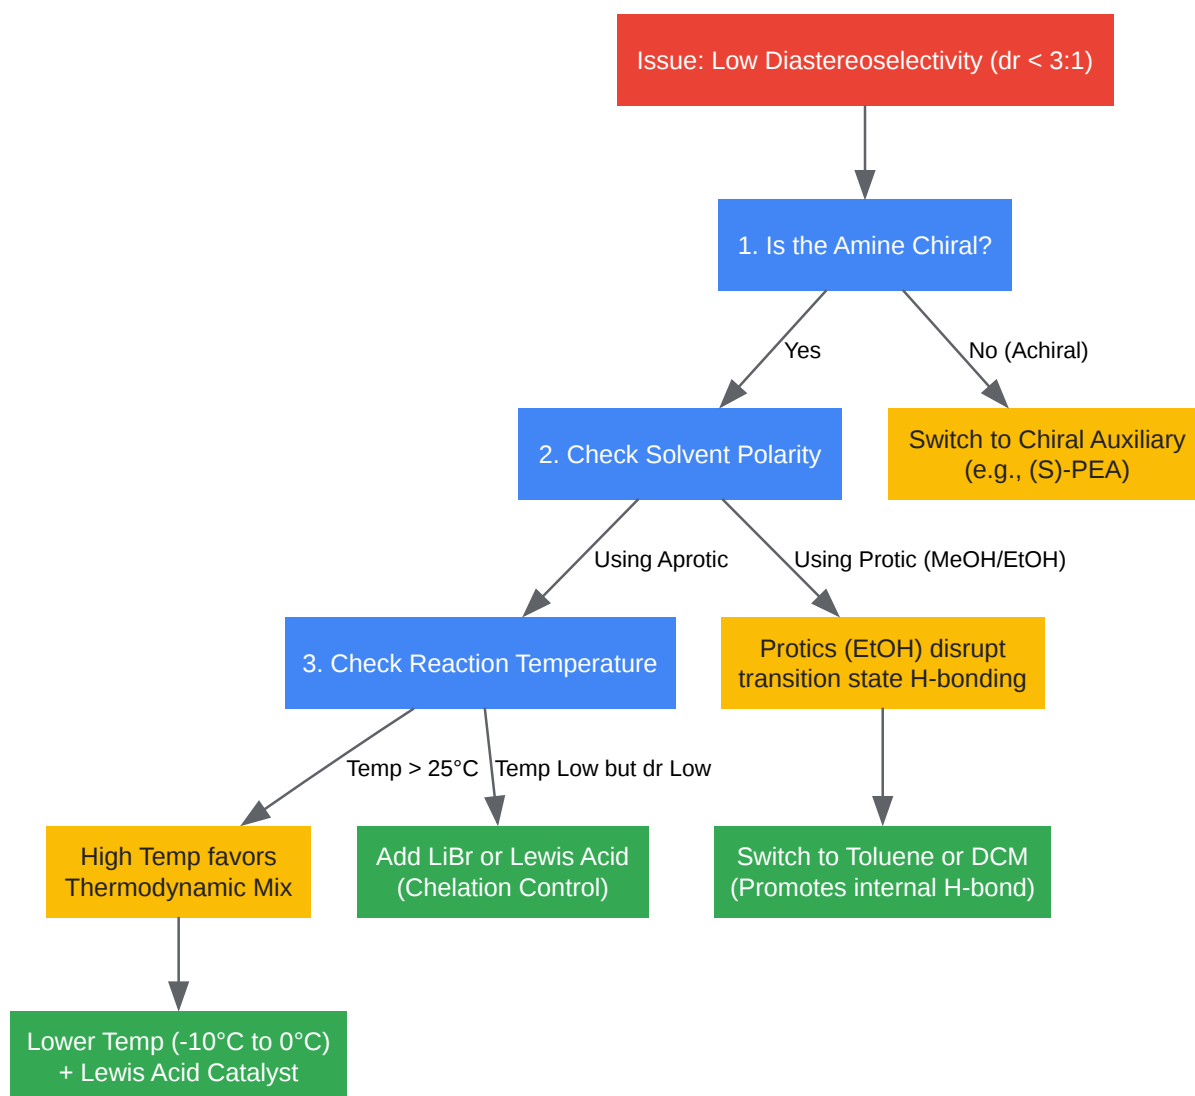 Issue: Low Diastereoselectivity (dr < 3:1)
1. Is the Amine Chiral?
Yes
No (Achiral)
2. Check Solvent Polarity
Switch to Chiral Auxiliary
(e.g., (S)-PEA)
Using Aprotic
Using Protic (MeOH/EtOH)
3. Check Reaction Temperature
Protics (EtOH) disrupt
transition state H-bonding
Temp > 25°C
Temp Low but dr Low
High Temp favors
Thermodynamic Mix
Add LiBr or Lewis Acid
(Chelation Control)
Switch to Toluene or DCM
(Promotes internal H-bond)
Lower Temp (-10°C to 0°C)
+ Lewis Acid Catalyst